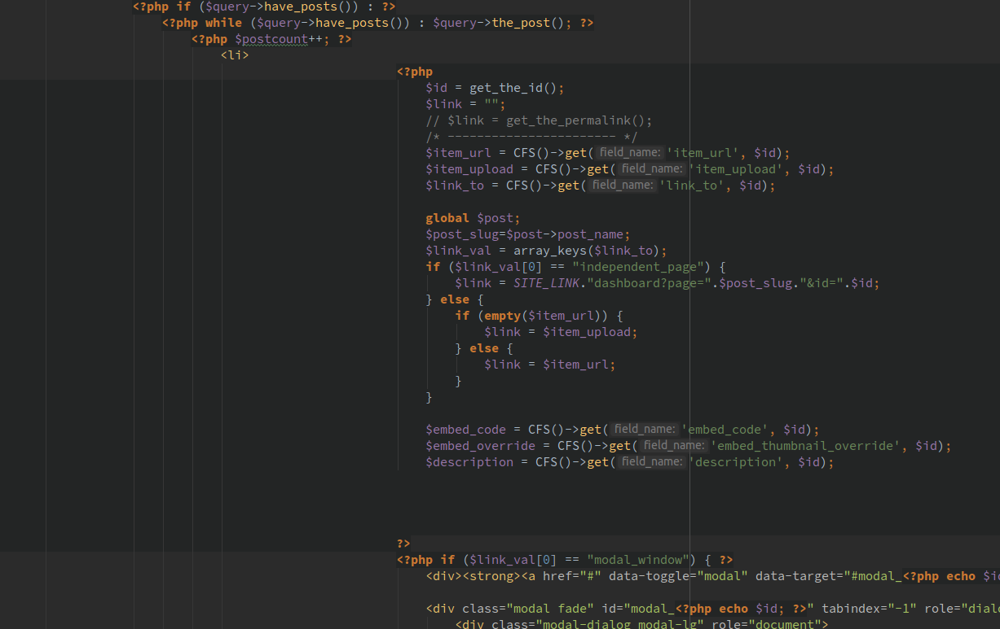 <?php if ($query->have_posts()) : ?>
<?php while ($query->have_posts()) : $query->the_post(); ?>
<?php $postcount++; ?>
<li>
<?php
$id = get_the_id();
$link = "";
// $link = get_the_permalink();
/* ----------------------- */
$item_url = CFS()->get( field_name: 'item_url', $id);
$item_upload = CFS()->get( field_name: 'item_upload', $id);
$link_to = CFS()->get( field_name: 'link_to', $id);
global $post;
$post_slug=$post->post_name;
$link_val = array_keys($link_to);
if ($link_val[0] == "independent_page") {
$link = SITE_LINK."dashboard?page=".$post_slug."&id=".$id;
} else {
if (empty($item_url)) {
$link = $item_upload;
} else {
$link = $item_url;
}
}
$embed_code = CFS()->get( field_name: 'embed_code', $id);
$embed_override = CFS()->get( field_name: 'embed_thumbnail_override', $id);
$description = CFS()->get( field_name: 'description', $id);
?>
<?php if ($link_val[0] == "modal_window") { ?>
<div><strong><a href="#" data-toggle="modal" data-target="#modal_<?php echo
<div class="modal fade" id="modal_<?php echo $id; ?>" tabindex="-1"
<div class="modal-dialog modal-lg" role="document">